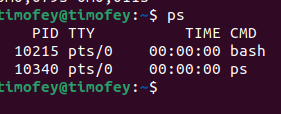 timofey@timofey:~$ ps
PID TTY TIME CMD
10215 pts/0 00:00:00 bash
10340 pts/0 00:00:00 ps
timofey@timofey:~$